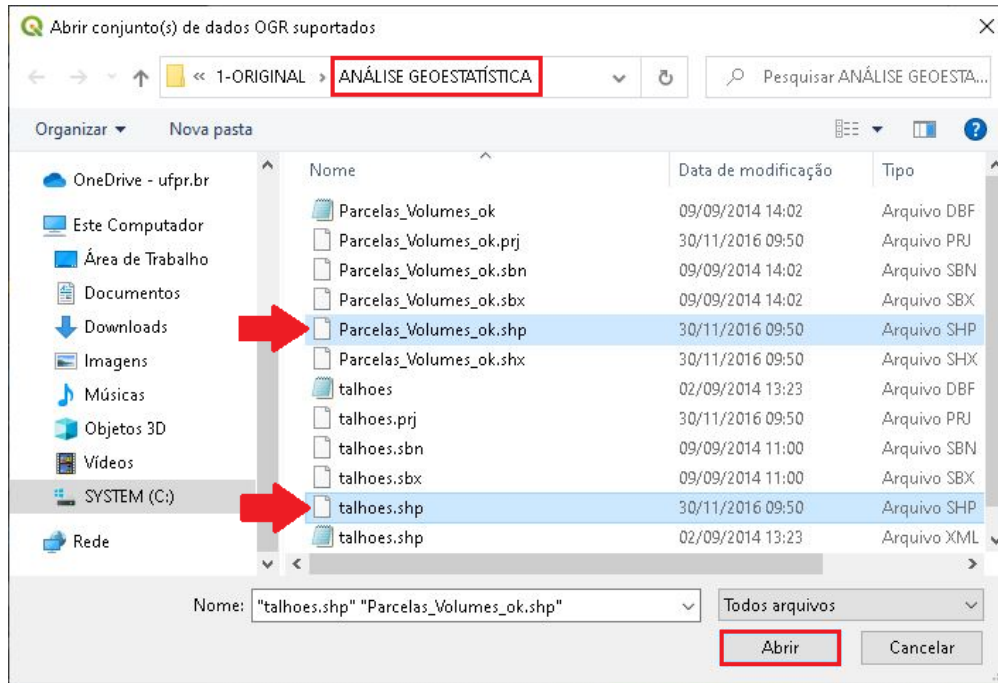 Abrir conjunto(s) de dados OGR suportados
« 1-ORIGINAL › ANÁLISE GEOESTATÍSTICA
Pesquisar ANÁLISE GEOESTA...
Organizar Nova pasta
OneDrive - ufpr.br
Este Computador
Área de Trabalho
Documentos
Downloads
Imagens
Músicas
Objetos 3D
Vídeos
SYSTEM (C:)
Rede
Nome Data de modificação Tipo
Parcelas_Volumes_ok 09/09/2014 14:02 Arquivo DBF
Parcelas_Volumes_ok.prj 30/11/2016 09:50 Arquivo PRJ
Parcelas_Volumes_ok.sbn 09/09/2014 14:02 Arquivo SBN
Parcelas_Volumes_ok.sbx 09/09/2014 14:02 Arquivo SBX
Parcelas_Volumes_ok.shp 30/11/2016 09:50 Arquivo SHP
Parcelas_Volumes_ok.shx 30/11/2016 09:50 Arquivo SHX
talhoes 02/09/2014 13:23 Arquivo DBF
talhoes.prj 30/11/2016 09:50 Arquivo PRJ
talhoes.sbn 09/09/2014 11:00 Arquivo SBN
talhoes.sbx 09/09/2014 11:00 Arquivo SBX
talhoes.shp 30/11/2016 09:50 Arquivo SHP
talhoes.shp 02/09/2014 13:23 Arquivo XML
Nome: "talhoes.shp" "Parcelas_Volumes_ok.shp" Todos arquivos
Abrir Cancelar